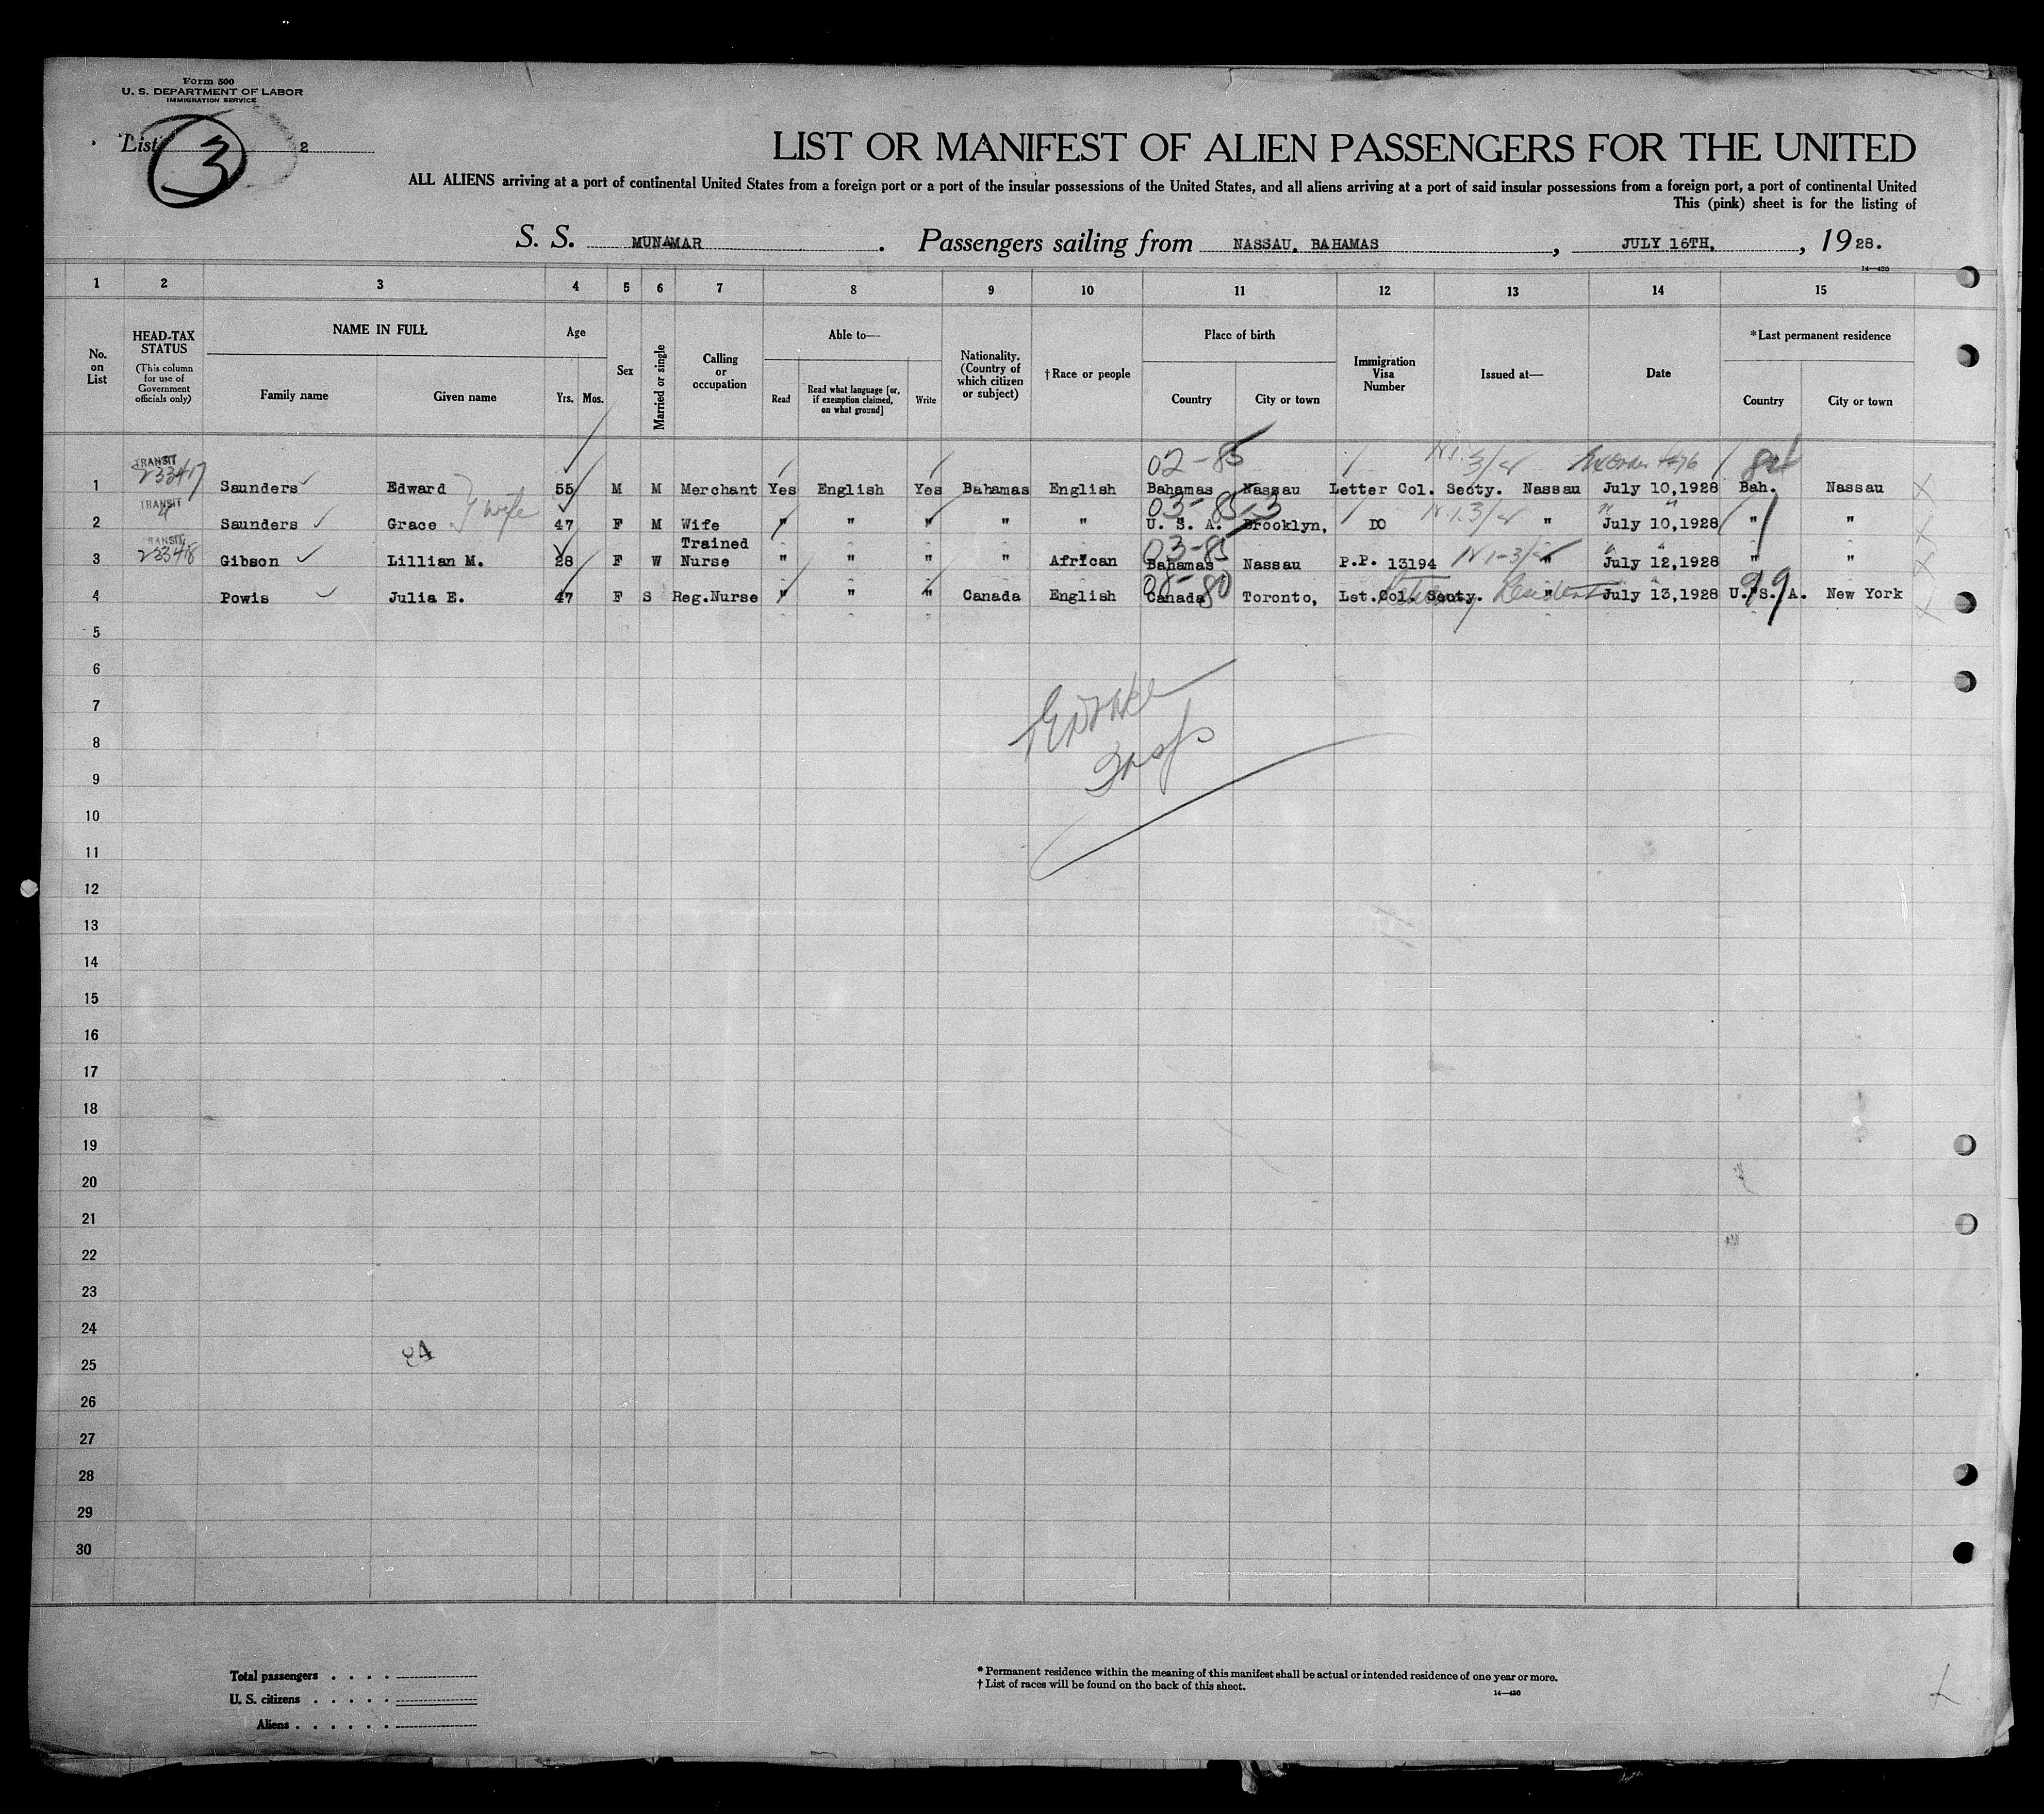 Form 500
U. S. DEPARTMENT OF LABOR
IMMIGRATION SERVICE
List 2
3
LIST OR MANIFEST OF ALIEN PASSENGERS FOR THE UNITED
ALL ALIENS arriving at a port of continental United States from a foreign port or a port of the insular possessions of the United States, and all aliens arriving at a port of said insular possessions from a foreign port, a port of continental United
This (pink) sheet is for the listing of
S. S. MUNAMAR. Passengers sailing from NASSAU, BAHAMAS, JULY 16TH, 1928.
14—430
1 2 3 4 5 6 7 8 9 10 11 12 13 14 15
No. on List
HEAD-TAX STATUS (This column for use of Government officials only)
NAME IN FULL
Family name Given name
Age
Yrs. Mos.
Sex
Married or single
Calling or occupation
Able to—
Read Read what language [or, if exemption claimed, on what ground] Write
Nationality. (Country of which citizen or subject)
†Race or people
Place of birth
Country City or town
Immigration Visa Number
Issued at—
Date
*Last permanent residence
Country City or town
TRANSIT 23347 02-85
1 Saunders Edward 55 M M Merchant Yes English Yes Bahamas English Bahamas Nassau Letter Col. Secty. Nassau July 10,1928 Bah. Nassau
TRANSIT wife 03-85 3
2 Saunders Grace 47 F M Wife " " " " " U. S. A. Brooklyn, DO " July 10,1928 " "
TRANSIT 23348 03-85
3 Gibson Lillian M. 28 F W Trained Nurse " " " " African Bahamas Nassau P.P. 13194 " July 12,1928 " "
4 Powis Julia E. 47 F S Reg.Nurse " " " Canada English Canada Toronto, Let.Col. Secty. " July 13,1928 U. S. A. New York
99
5
6
7
8
9
10
11
12
13
14
15
16
17
18
19
20
21
22
23
24
84
25
26
27
28
29
30
Total passengers . . . .
U. S. citizens . . . . .
Aliens . . . . . .
* Permanent residence within the meaning of this manifest shall be actual or intended residence of one year or more.
† List of races will be found on the back of this sheet.
14—430